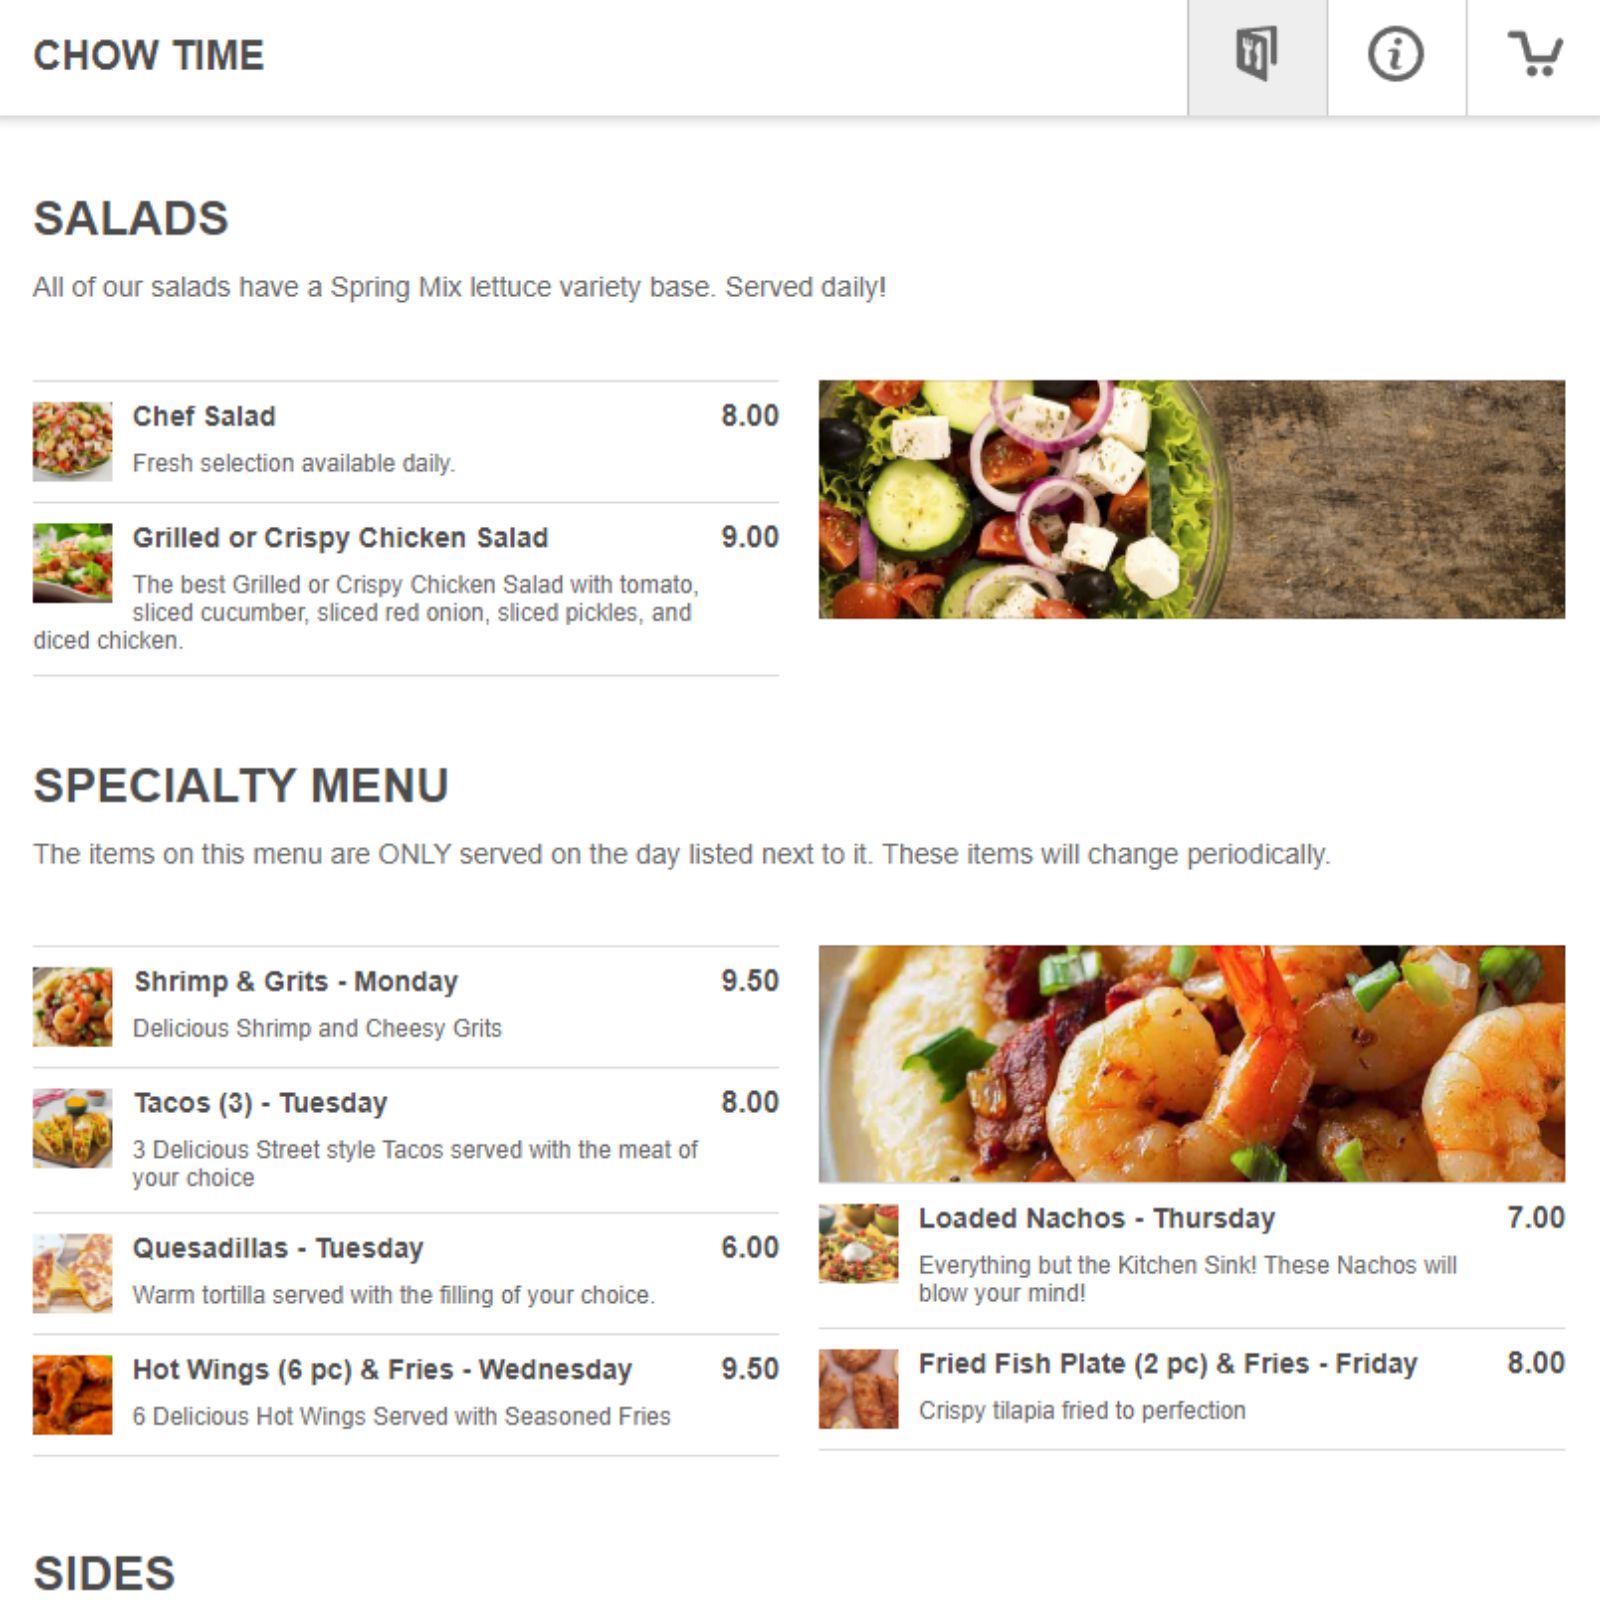 CHOW TIME
SALADS
All of our salads have a Spring Mix lettuce variety base. Served daily!
Chef Salad 8.00
Fresh selection available daily.
Grilled or Crispy Chicken Salad 9.00
The best Grilled or Crispy Chicken Salad with tomato,
sliced cucumber, sliced red onion, sliced pickles, and
diced chicken.
SPECIALTY MENU
The items on this menu are ONLY served on the day listed next to it. These items will change periodically.
Shrimp & Grits - Monday 9.50
Delicious Shrimp and Cheesy Grits
Tacos (3) - Tuesday 8.00
3 Delicious Street style Tacos served with the meat of
your choice
Quesadillas - Tuesday 6.00
Warm tortilla served with the filling of your choice.
Hot Wings (6 pc) & Fries - Wednesday 9.50
6 Delicious Hot Wings Served with Seasoned Fries
Loaded Nachos - Thursday 7.00
Everything but the Kitchen Sink! These Nachos will
blow your mind!
Fried Fish Plate (2 pc) & Fries - Friday 8.00
Crispy tilapia fried to perfection
SIDES